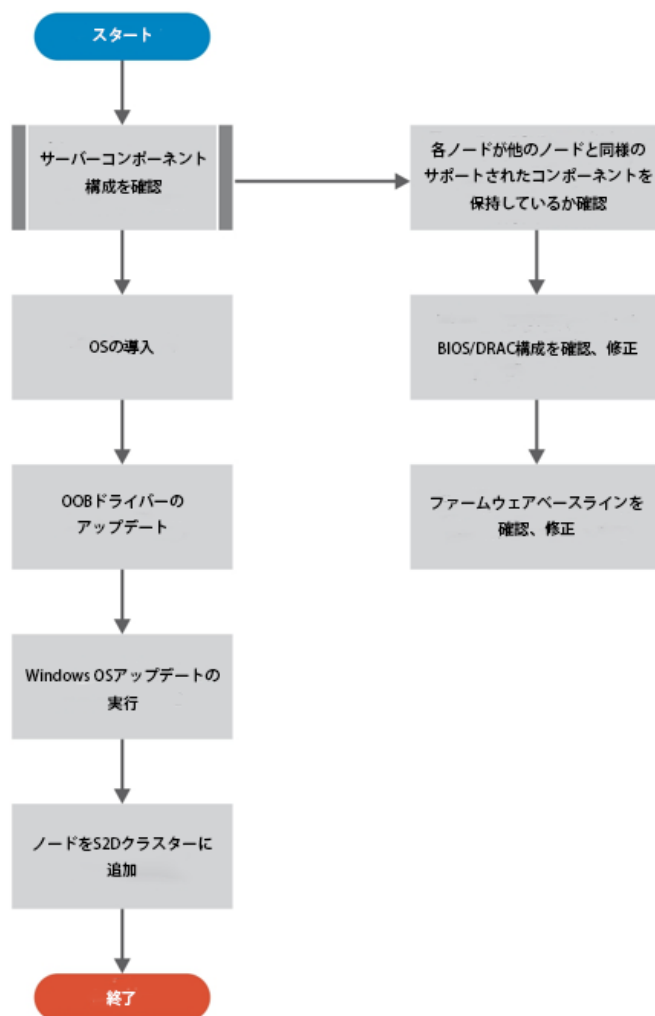 スタート
サーバーコンポーネント
構成を確認
各ノードが他のノードと同様の
サポートされたコンポーネントを
保持しているか確認
OSの導入
BIOS/DRAC構成を確認、修正
OOBドライバーの
アップデート
ファームウェアベースラインを
確認、修正
Windows OSアップデートの
実行
ノードをS2Dクラスターに
追加
終了